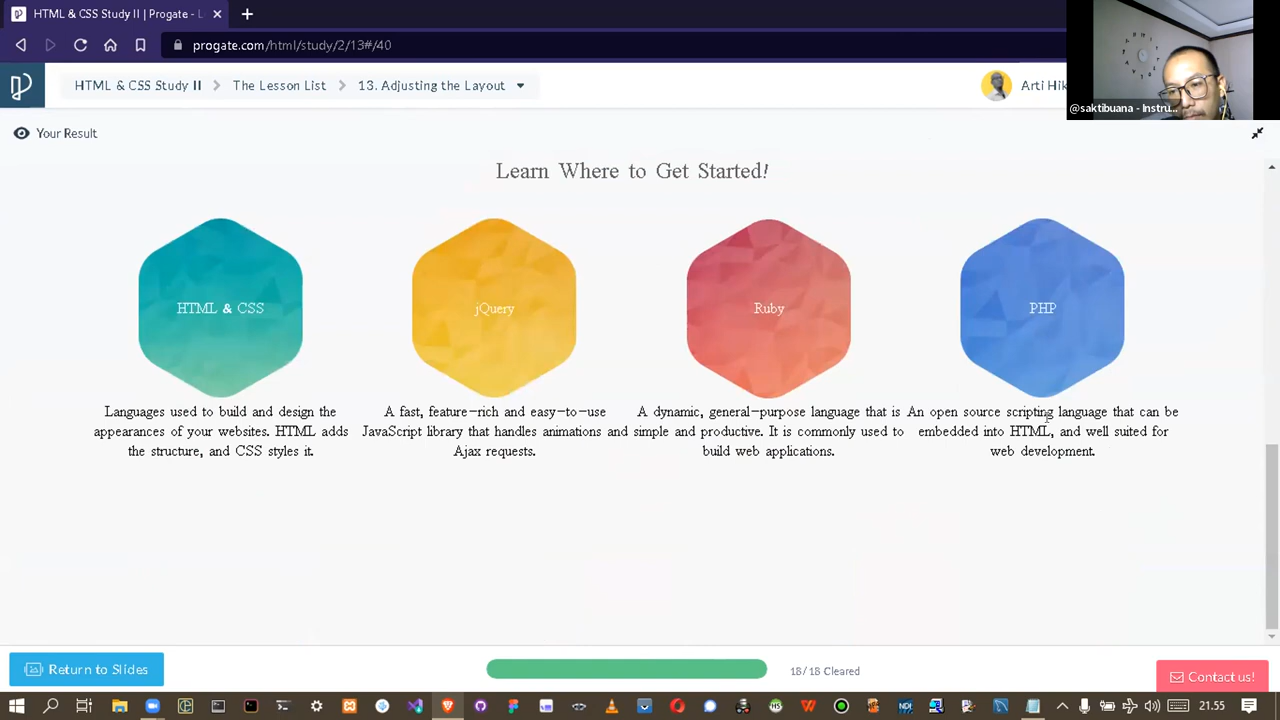 HTML & CSS Study II | Progate - L
progate.com/html/study/2/13#/40
HTML & CSS Study II
The Lesson List
13. Adjusting the Layout
Arti Hik
@saktibuana - Instru...
Your Result
Learn Where to Get Started!
HTML & CSS
jQuery
Ruby
PHP
Languages used to build and design the
appearances of your websites. HTML adds
the structure, and CSS styles it.
A fast, feature-rich and easy-to-use
JavaScript library that handles animations and
Ajax requests.
A dynamic, general-purpose language that is
simple and productive. It is commonly used to
build web applications.
An open source scripting language that can be
embedded into HTML, and well suited for
web development.
Return to Slides
18/18 Cleared
Contact us!
21.55